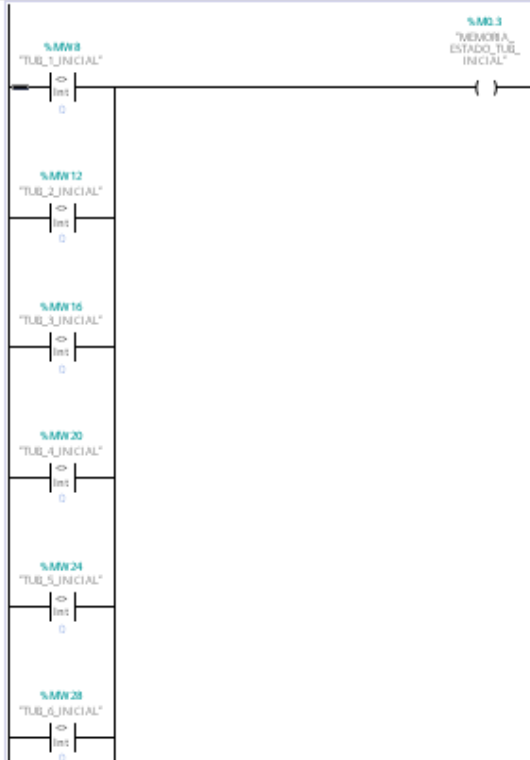 %M0.3
"MEMORIA_
ESTADO_TUB_
INICIAL"
%MW8
"TUB_1_INICIAL"
<>
Int
0
%MW12
"TUB_2_INICIAL"
<>
Int
0
%MW16
"TUB_3_INICIAL"
<>
Int
0
%MW20
"TUB_4_INICIAL"
<>
Int
0
%MW24
"TUB_5_INICIAL"
<>
Int
0
%MW28
"TUB_6_INICIAL"
<>
Int
0